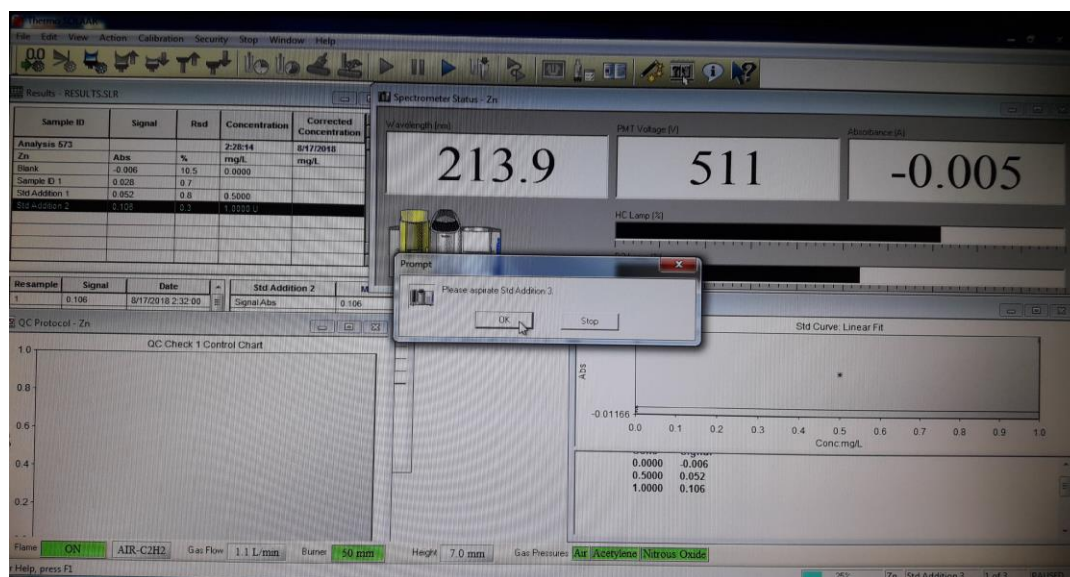 Thermo SOLAAR
File Edit View Action Calibration Security Stop Window Help
Results - RESULTS.SLR
Sample ID Signal Rsd Concentration Corrected Concentration
Analysis 573 2:28:14 8/17/2018
Zn Abs % mg/L mg/L
Blank -0.006 10.5 0.0000
Sample ID 1 0.028 0.7
Std Addition 1 0.052 0.8 0.5000
Std Addition 2 0.106 0.3 1.0000 U
Resample Signal Date Std Addition 2 M
1 0.106 8/17/2018 2:32:00 Signal Abs 0.106
Spectrometer Status - Zn
Wavelength (nm) PMT Voltage (V) Absorbance (A)
213.9 511 -0.005
HC Lamp (%)
Prompt
Please aspirate Std Addition 3.
OK Stop
QC Protocol - Zn
QC Check 1 Control Chart
1.0
0.8
0.6
0.4
0.2
Std Curve: Linear Fit
Abs
-0.01166
0.0 0.1 0.2 0.3 0.4 0.5 0.6 0.7 0.8 0.9 1.0
Conc:mg/L
0.0000 -0.006
0.5000 0.052
1.0000 0.106
Flame ON AIR-C2H2 Gas Flow 1.1 L/min Burner 50 mm Height 7.0 mm Gas Pressures Air Acetylene Nitrous Oxide
r Help, press F1
Zn Std Addition 3 1 of 3 PAUSED